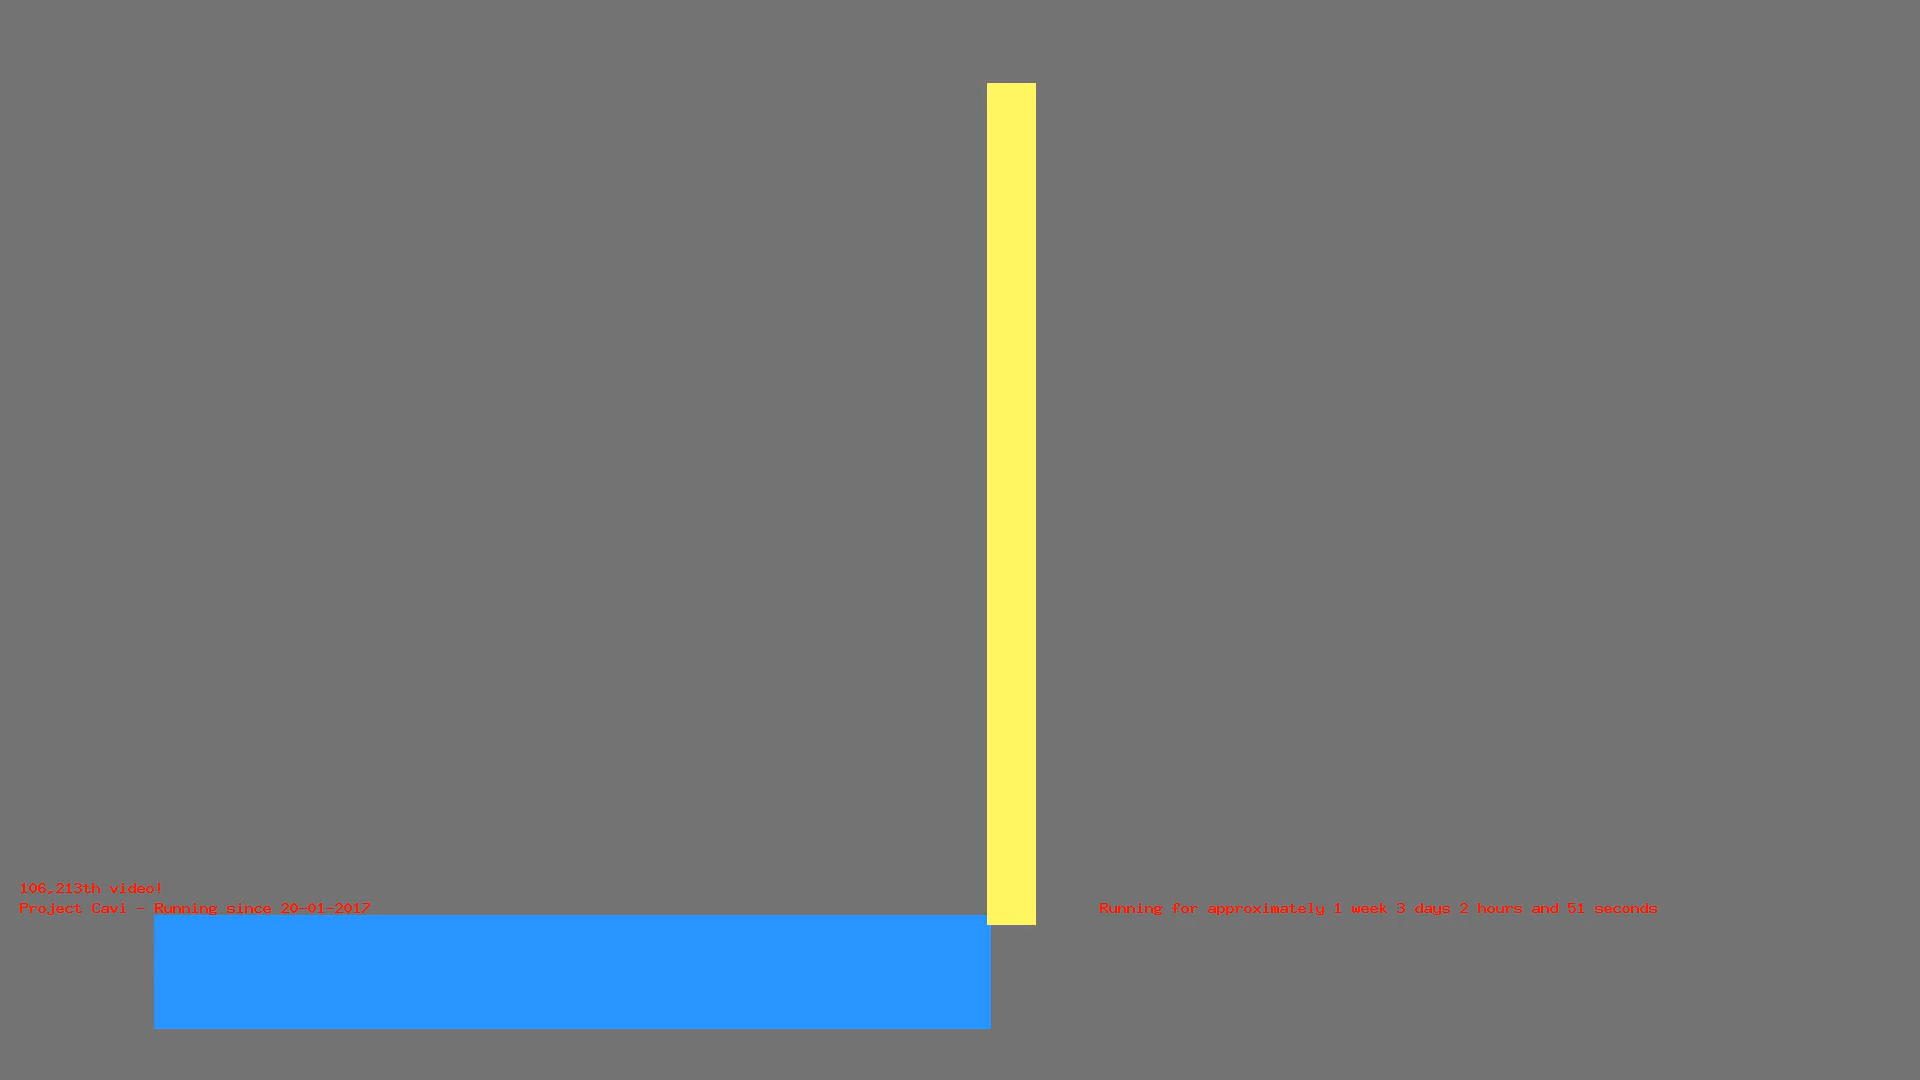 106,213th video!
Project Cavi - Running since 20-01-2017
Running for approximately 1 week 3 days 2 hours and 51 seconds